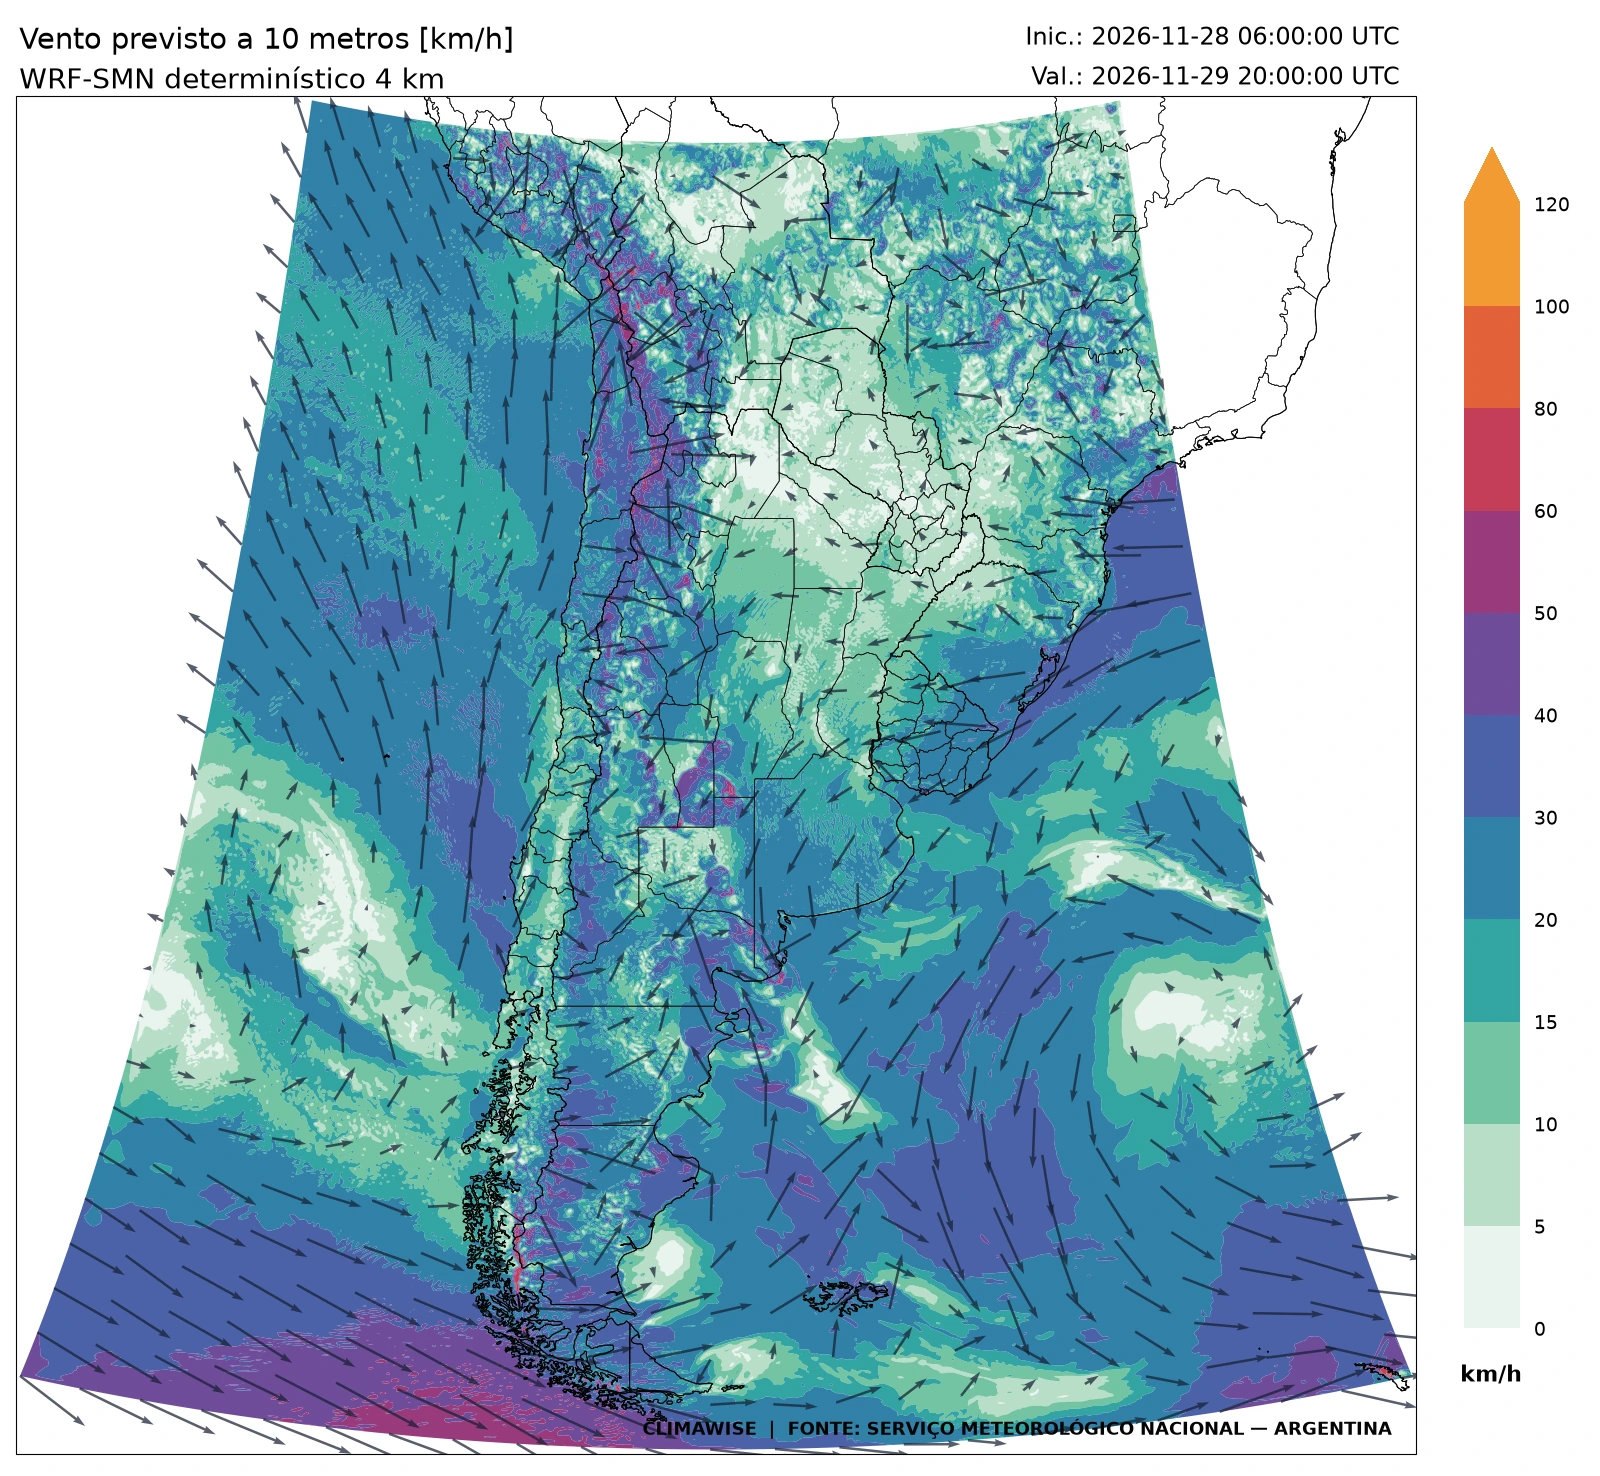 Vento previsto a 10 metros [km/h]
WRF-SMN determinístico 4 km
Inic.: 2026-11-28 06:00:00 UTC
Val.: 2026-11-29 20:00:00 UTC
120
100
80
60
50
40
30
20
15
10
5
0
km/h
CLIMAWISE | FONTE: SERVIÇO METEOROLÓGICO NACIONAL — ARGENTINA